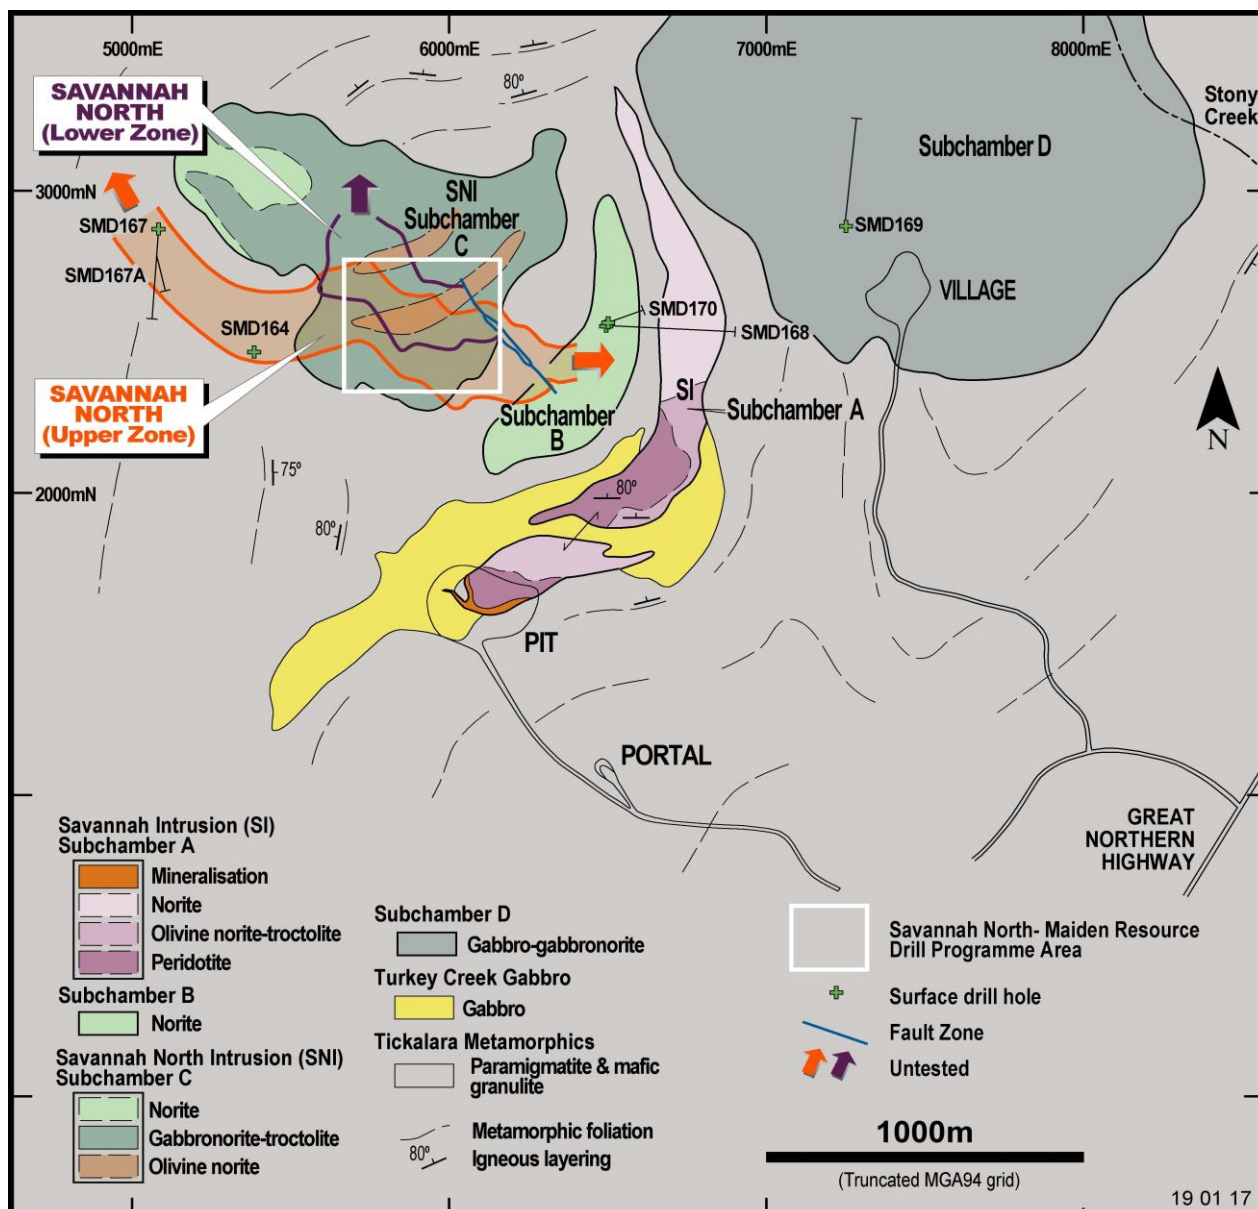 5000mE
6000mE
7000mE
8000mE
SAVANNAH
NORTH
(Lower Zone)
80º
Stony
Creek
Subchamber D
3000mN
SNI
Subchamber
C
SMD167
SMD169
SMD167A
VILLAGE
SMD170
SMD164
SMD168
SAVANNAH
NORTH
(Upper Zone)
SI
Subchamber A
Subchamber
B
N
75º
80º
2000mN
80º
PIT
PORTAL
GREAT
NORTHERN
HIGHWAY
Savannah Intrusion (SI)
Subchamber A
Mineralisation
Norite
Olivine norite-troctolite
Peridotite
Subchamber B
Norite
Savannah North Intrusion (SNI)
Subchamber C
Norite
Gabbronorite-troctolite
Olivine norite
Subchamber D
Gabbro-gabbronorite
Turkey Creek Gabbro
Gabbro
Tickalara Metamorphics
Paramigmatite & mafic
granulite
Metamorphic foliation
80º
Igneous layering
Savannah North- Maiden Resource
Drill Programme Area
Surface drill hole
Fault Zone
Untested
1000m
(Truncated MGA94 grid)
19 01 17